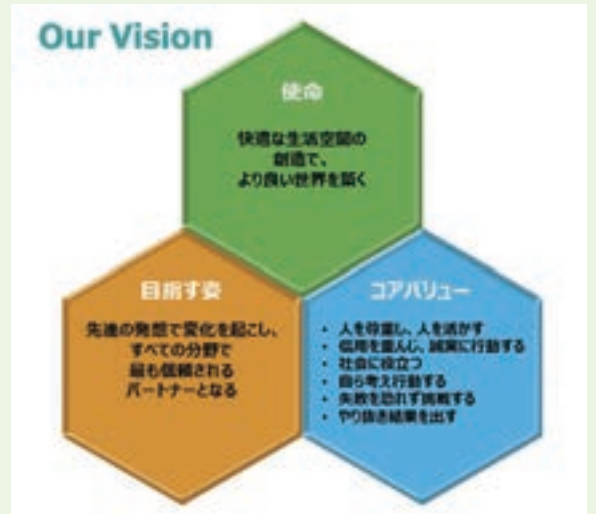 Our Vision
使命
快適な生活空間の
創造で、
より良い世界を築く
目指す姿
先進の発想で変化を起こし、
すべての分野で
最も信頼される
パートナーとなる
コアバリュー
• 人を尊重し、人を活かす
• 信用を重んじ、誠実に行動する
• 社会に役立つ
• 自ら考え行動する
• 失敗を恐れず挑戦する
• やり抜き結果を出す